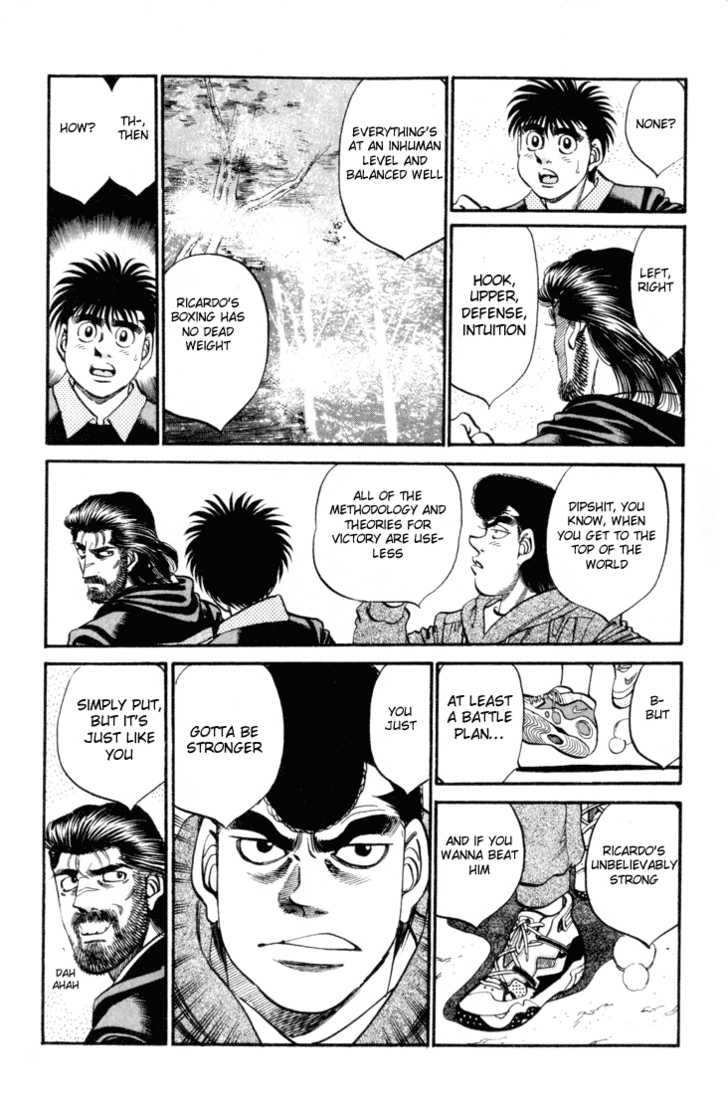 NONE?
LEFT,
RIGHT
HOOK,
UPPER,
DEFENSE,
INTUITION
EVERYTHING'S
AT AN INHUMAN
LEVEL AND
BALANCED WELL
RICARDO'S
BOXING HAS
NO DEAD
WEIGHT
TH-,
THEN
HOW?
DIPSHIT, YOU
KNOW, WHEN
YOU GET TO
THE TOP OF THE
WORLD
ALL OF THE
METHODOLOGY AND
THEORIES FOR
VICTORY ARE USE-
LESS
B-
BUT
AT LEAST
A BATTLE
PLAN...
RICARDO'S
UNBELIEVABLY
STRONG
AND IF YOU
WANNA BEAT
HIM
YOU
JUST
GOTTA BE
STRONGER
SIMPLY PUT,
BUT IT'S
JUST LIKE
YOU
DAH
AHAH